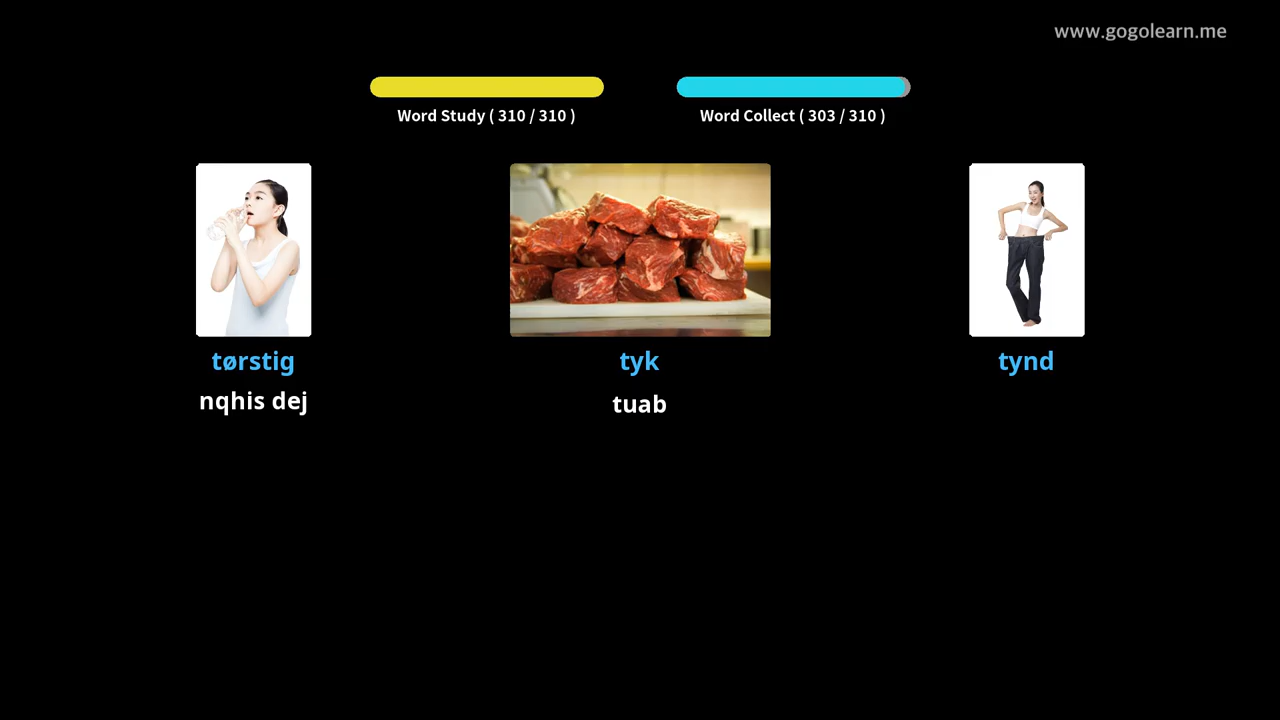 www.gogolearn.me
Word Study ( 310 / 310 )
Word Collect ( 303 / 310 )
tørstig
tyk
tynd
nqhis dej
tuab